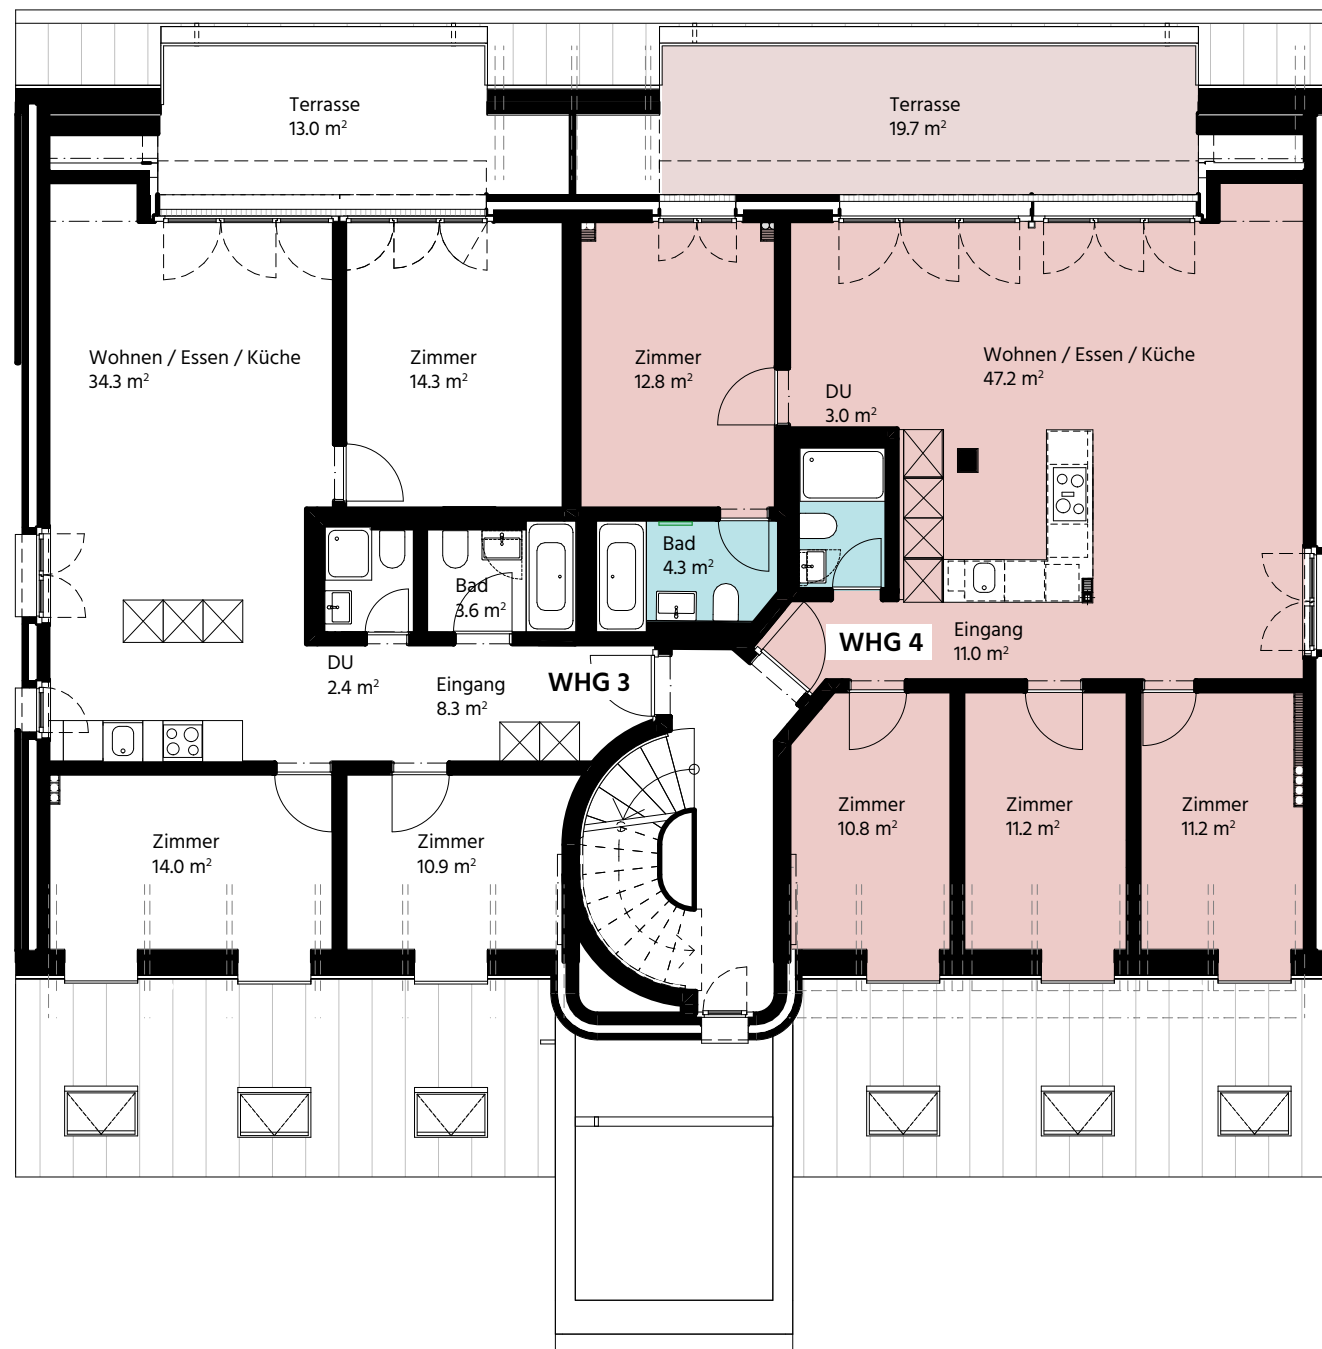 Terrasse
13.0 m²
Terrasse
19.7 m²
Wohnen / Essen / Küche
34.3 m²
Zimmer
14.3 m²
Zimmer
12.8 m²
Wohnen / Essen / Küche
47.2 m²
DU
3.0 m²
Bad
3.6 m²
Bad
4.3 m²
DU
2.4 m²
Eingang
8.3 m²
WHG 3
WHG 4
Eingang
11.0 m²
Zimmer
14.0 m²
Zimmer
10.9 m²
Zimmer
10.8 m²
Zimmer
11.2 m²
Zimmer
11.2 m²